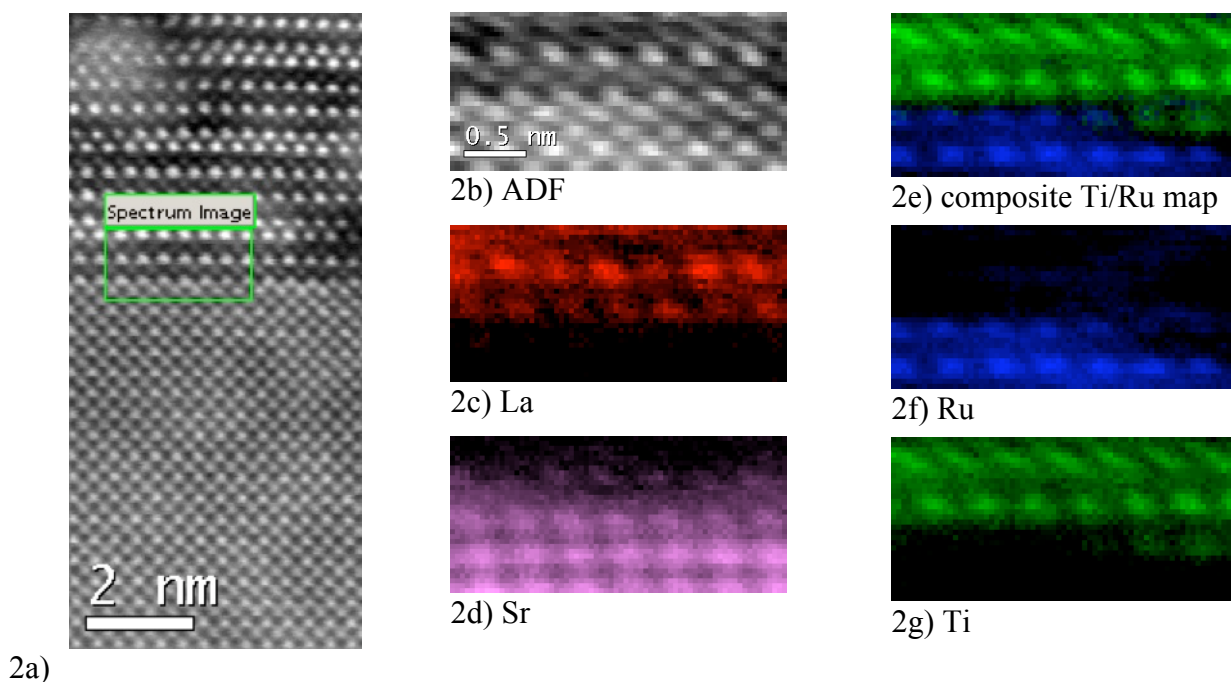 Spectrum Image
2 nm
2a)
0.5 nm
2b) ADF
2c) La
2d) Sr
2e) composite Ti/Ru map
2f) Ru
2g) Ti